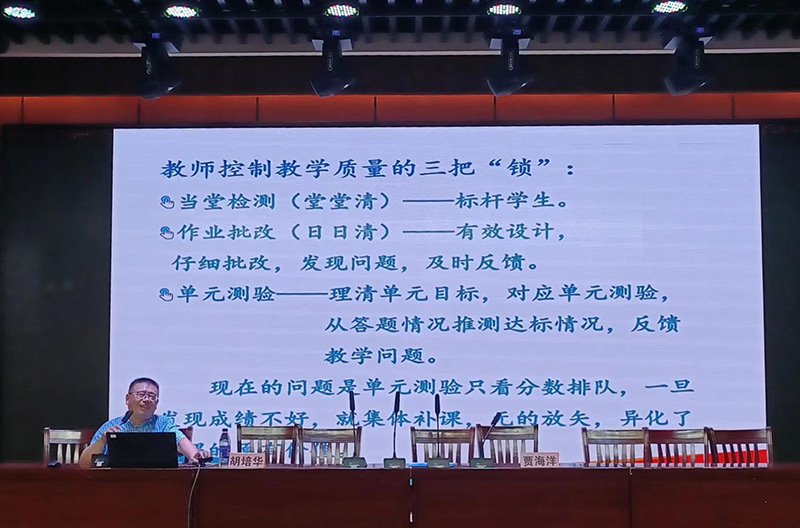 教师控制教学质量的三把“锁”：
当堂检测（堂堂清）——标杆学生。
作业批改（日日清）——有效设计，
仔细批改，发现问题，及时反馈。
单元测验——理清单元目标，对应单元测验，
从答题情况推测达标情况，反馈
教学问题。
现在的问题是单元测验只看分数排队，一旦
发现成绩不好，就集体补课，无的放矢，异化了
胡培华
贾海洋